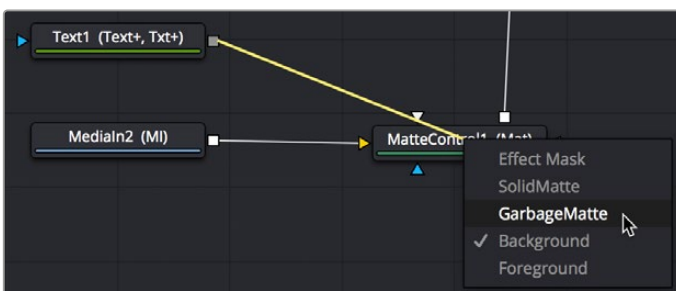 Text1 (Text+, Txt+)
MediaIn2 (MI)
MatteControl1 (Mat)
Effect Mask
SolidMatte
GarbageMatte
✓ Background
Foreground